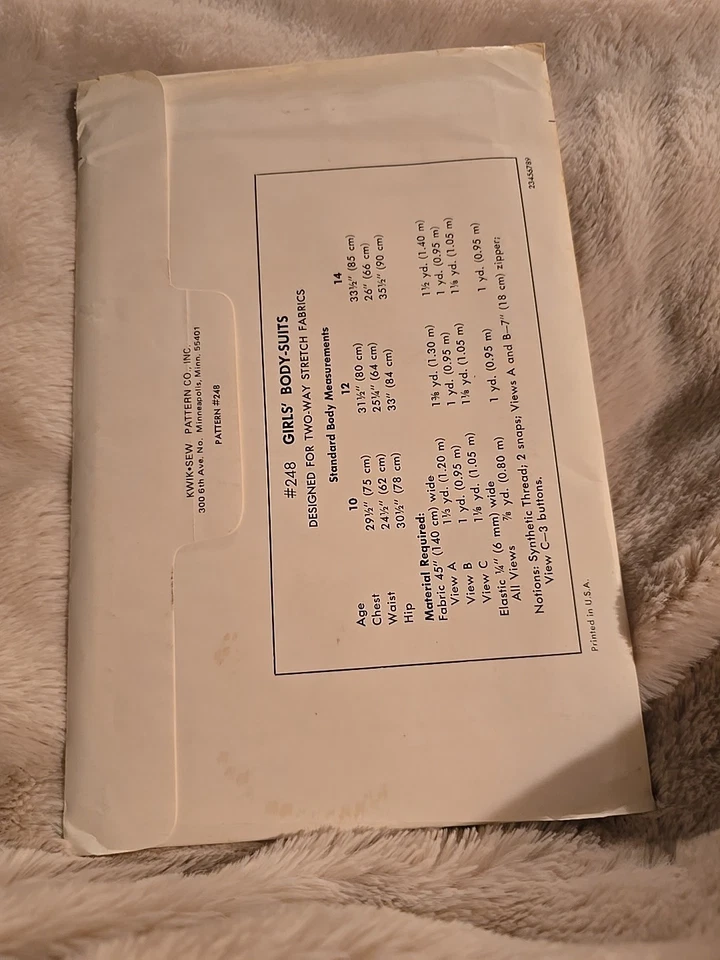 KWIK•SEW PATTERN CO., INC.
300 6th Ave. No. Minneapolis, Minn. 55401
PATTERN #248
#248 GIRLS' BODY-SUITS
DESIGNED FOR TWO-WAY STRETCH FABRICS
Standard Body Measurements
Age 10 12 14
Chest 29½" (75 cm) 31½" (80 cm) 33½" (85 cm)
Waist 24½" (62 cm) 25¼" (64 cm) 26" (66 cm)
Hip 30½" (78 cm) 33" (84 cm) 35½" (90 cm)
Material Required:
Fabric 45" (140 cm) wide
View A 1⅓ yd. (1.20 m) 1⅜ yd. (1.30 m) 1½ yd. (1.40 m)
View B 1 yd. (0.95 m) 1 yd. (0.95 m) 1 yd. (0.95 m)
View C 1⅛ yd. (1.05 m) 1⅛ yd. (1.05 m) 1⅛ yd. (1.05 m)
Elastic ¼" (6 mm) wide
All Views ⅞ yd. (0.80 m) 1 yd. (0.95 m) 1 yd. (0.95 m)
Notions: Synthetic Thread; 2 snaps; Views A and B—7" (18 cm) zipper;
View C—3 buttons.
Printed in U.S.A.
23456789